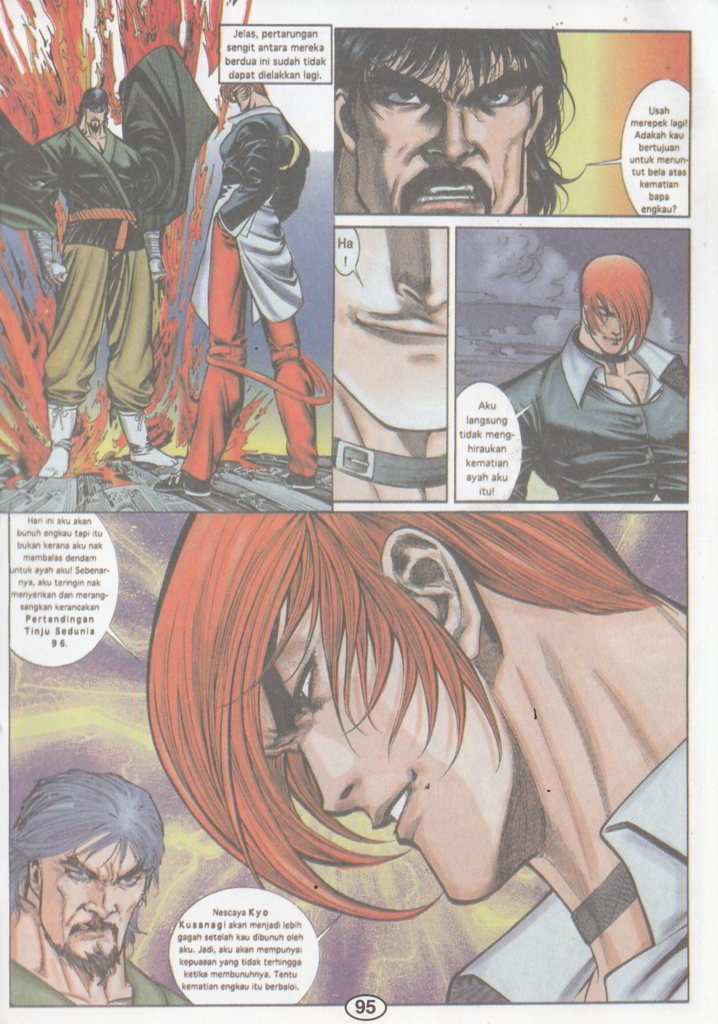 Jelas, pertarungan
sengit antara mereka
berdua ini sudah tidak
dapat dielakkan lagi.
Usah
merepek lagi!
Adakah kau
bertujuan
untuk menun-
tut bela atas
kematian
bapa
engkau?
Ha
!
Aku
langsung
tidak meng-
hiraukan
kematian
ayah aku
itu!
Hari ini aku akan
bunuh engkau tapi itu
bukan kerana aku nak
membalas dendam
untuk ayah aku! Sebenar-
nya, aku teringin nak
menyerikan dan merang-
sangkan kerancakan
Pertandingan
Tinju Sedunia
96.
Nescaya Kyo
Kusanagi akan menjadi lebih
gagah setelah kau dibunuh oleh
aku. Jadi, aku akan mempunyai
kepuasan yang tidak terhingga
ketika membunuhnya. Tentu
kematian engkau itu berbaloi.
95